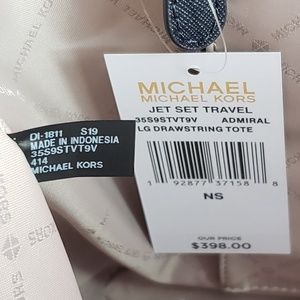 MICHAEL
MICHAEL KORS
JET SET TRAVEL
35S9STVT9V ADMIRAL
LG DRAWSTRING TOTE
1 92877 37158 8
NS
OUR PRICE
$398.00
DI-1811 S19
MADE IN INDONESIA
35S9STVT9V
414
MICHAEL KORS